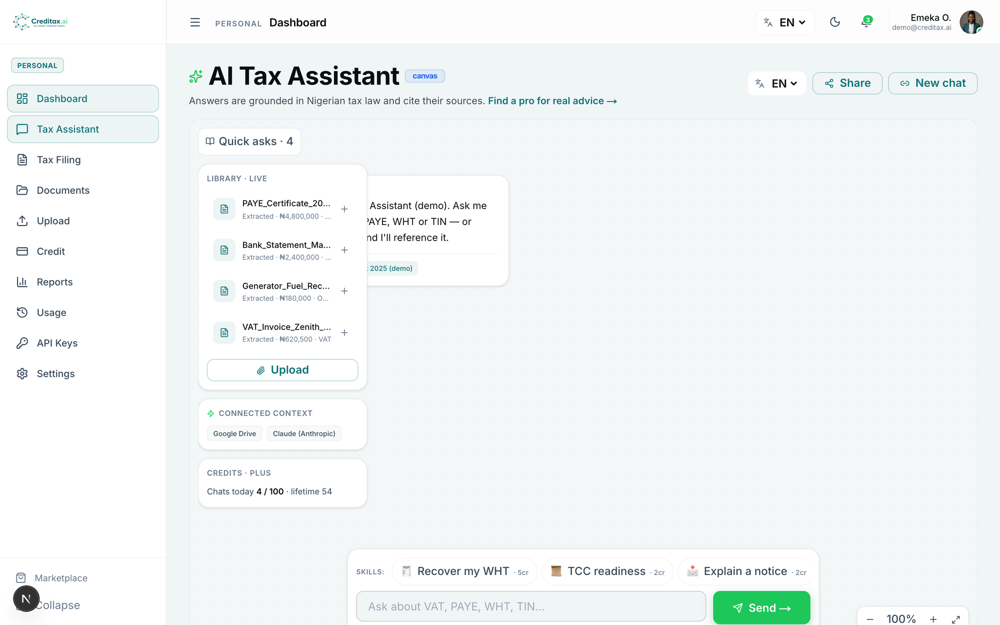 Creditax.ai
TAX SMART. BORROW SMART.
PERSONAL Dashboard
EN
3
Emeka O.
demo@creditax.ai
PERSONAL
Dashboard
Tax Assistant
Tax Filing
Documents
Upload
Credit
Reports
Usage
API Keys
Settings
Marketplace
N
Collapse
AI Tax Assistant canvas
Answers are grounded in Nigerian tax law and cite their sources. Find a pro for real advice →
EN
Share
New chat
Quick asks · 4
LIBRARY · LIVE
PAYE_Certificate_20...
Extracted · ₦4,800,000 · ...
Bank_Statement_Ma...
Extracted · ₦2,400,000 · ...
Generator_Fuel_Rec...
Extracted · ₦180,000 · O...
VAT_Invoice_Zenith_...
Extracted · ₦620,500 · VAT
Upload
Assistant (demo). Ask me
PAYE, WHT or TIN — or
nd I'll reference it.
t 2025 (demo)
CONNECTED CONTEXT
Google Drive Claude (Anthropic)
CREDITS · PLUS
Chats today 4 / 100 · lifetime 54
SKILLS: Recover my WHT · 5cr TCC readiness · 2cr Explain a notice · 2cr
Ask about VAT, PAYE, WHT, TIN...
Send →
− 100% +